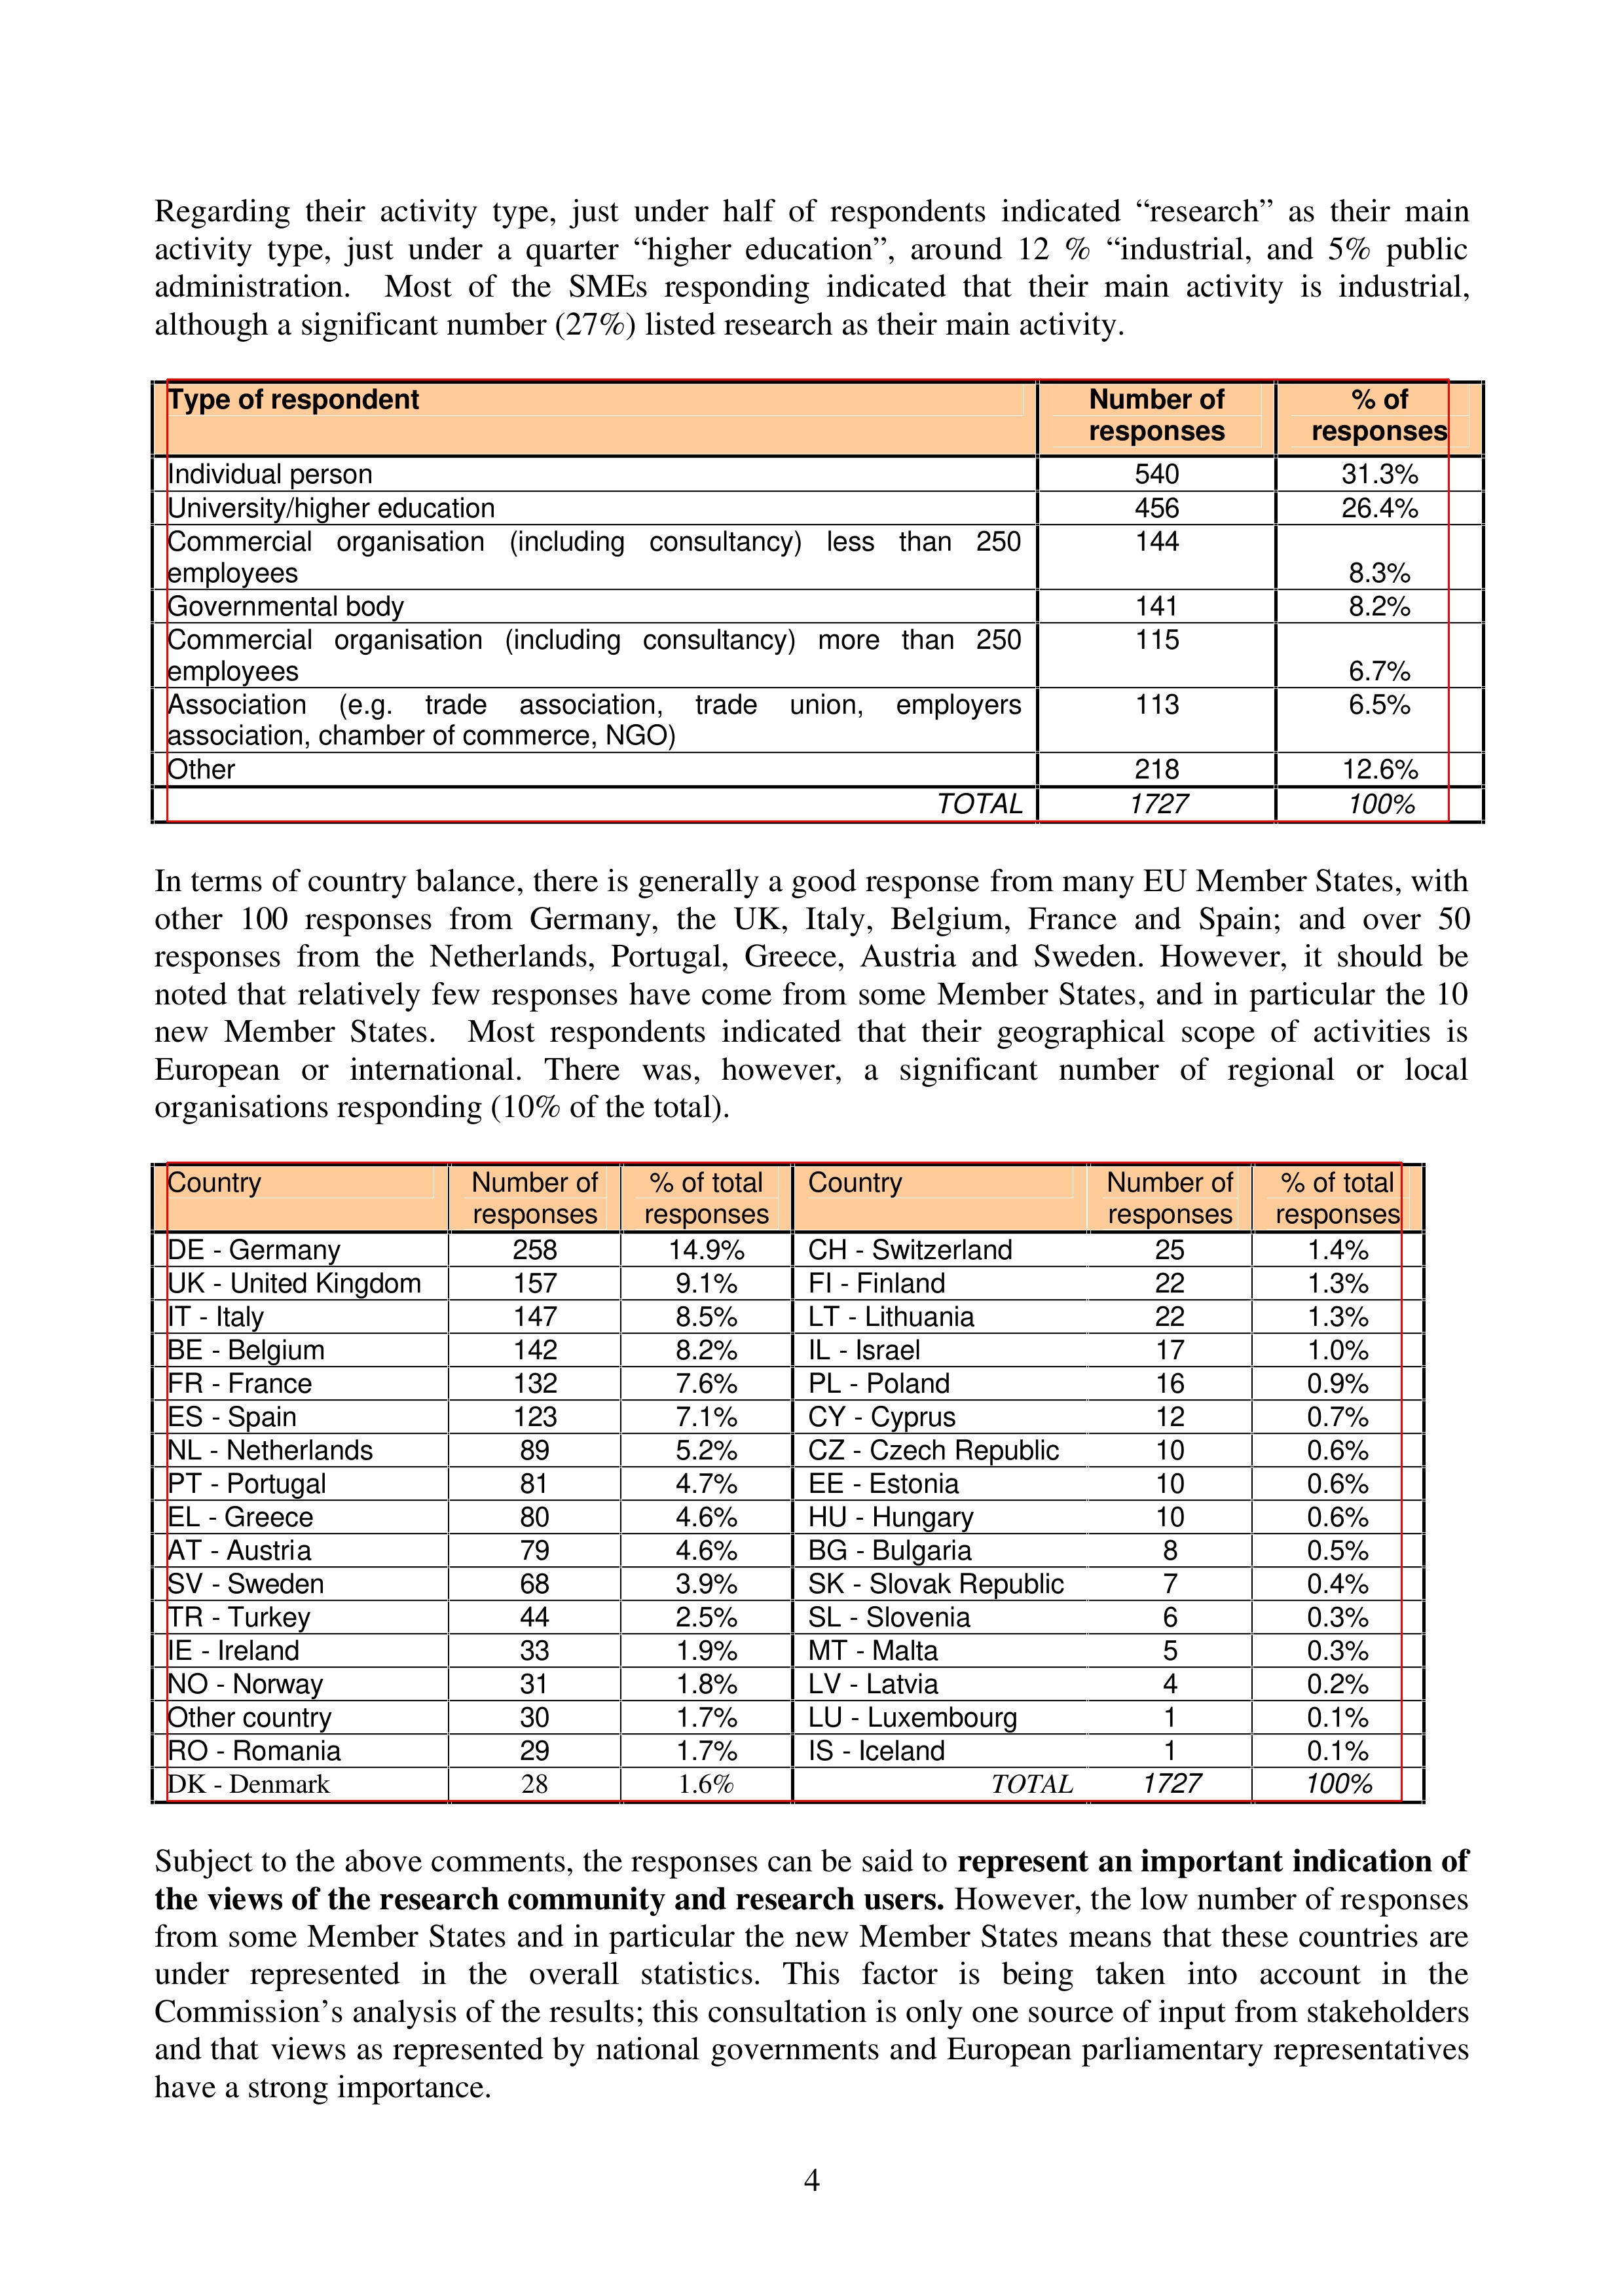 Regarding their activity type, just under half of respondents indicated “research” as their main
activity type, just under a quarter “higher education”, around 12 % “industrial, and 5% public
administration.  Most of the SMEs responding indicated that their main activity is industrial,
although a significant number (27%) listed research as their main activity.
Type of respondent Number of responses % of responses
Individual person 540 31.3%
University/higher education 456 26.4%
Commercial organisation (including consultancy) less than 250 144
employees 8.3%
Governmental body 141 8.2%
Commercial organisation (including consultancy) more than 250 115
employees 6.7%
Association (e.g. trade association, trade union, employers 113 6.5%
association, chamber of commerce, NGO)
Other 218 12.6%
TOTAL 1727 100%
In terms of country balance, there is generally a good response from many EU Member States, with
other 100 responses from Germany, the UK, Italy, Belgium, France and Spain; and over 50
responses from the Netherlands, Portugal, Greece, Austria and Sweden. However, it should be
noted that relatively few responses have come from some Member States, and in particular the 10
new Member States.  Most respondents indicated that their geographical scope of activities is
European or international. There was, however, a significant number of regional or local
organisations responding (10% of the total).
Country Number of responses % of total responses Country Number of responses % of total responses
DE - Germany 258 14.9% CH - Switzerland 25 1.4%
UK - United Kingdom 157 9.1% FI - Finland 22 1.3%
IT - Italy 147 8.5% LT - Lithuania 22 1.3%
BE - Belgium 142 8.2% IL - Israel 17 1.0%
FR - France 132 7.6% PL - Poland 16 0.9%
ES - Spain 123 7.1% CY - Cyprus 12 0.7%
NL - Netherlands 89 5.2% CZ - Czech Republic 10 0.6%
PT - Portugal 81 4.7% EE - Estonia 10 0.6%
EL - Greece 80 4.6% HU - Hungary 10 0.6%
AT - Austria 79 4.6% BG - Bulgaria 8 0.5%
SV - Sweden 68 3.9% SK - Slovak Republic 7 0.4%
TR - Turkey 44 2.5% SL - Slovenia 6 0.3%
IE - Ireland 33 1.9% MT - Malta 5 0.3%
NO - Norway 31 1.8% LV - Latvia 4 0.2%
Other country 30 1.7% LU - Luxembourg 1 0.1%
RO - Romania 29 1.7% IS - Iceland 1 0.1%
DK - Denmark 28 1.6% TOTAL 1727 100%
Subject to the above comments, the responses can be said to represent an important indication of
the views of the research community and research users. However, the low number of responses
from some Member States and in particular the new Member States means that these countries are
under represented in the overall statistics. This factor is being taken into account in the
Commission’s analysis of the results; this consultation is only one source of input from stakeholders
and that views as represented by national governments and European parliamentary representatives
have a strong importance.
4